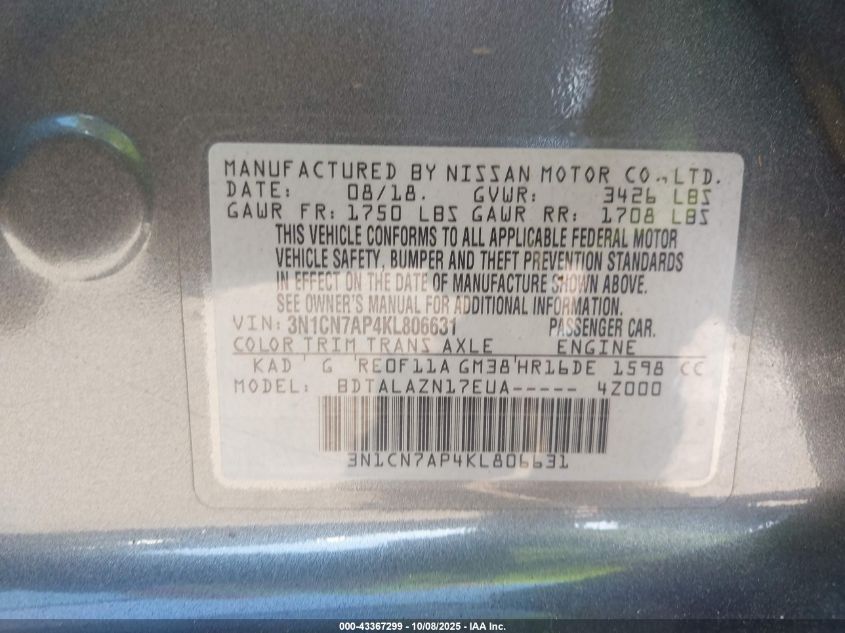 MANUFACTURED BY NISSAN MOTOR CO., LTD.
DATE: 08/18. GVWR: 3426 LBS
GAWR FR: 1750 LBS GAWR RR: 1708 LBS
THIS VEHICLE CONFORMS TO ALL APPLICABLE FEDERAL MOTOR
VEHICLE SAFETY, BUMPER AND THEFT PREVENTION STANDARDS
IN EFFECT ON THE DATE OF MANUFACTURE SHOWN ABOVE.
SEE OWNER'S MANUAL FOR ADDITIONAL INFORMATION.
VIN: 3N1CN7AP4KL806631 PASSENGER CAR.
COLOR TRIM TRANS AXLE ENGINE
KAD G RE0F11A GM38 HR16DE 1598 CC
MODEL: BDTALAZN17EUA----- 4Z000
3N1CN7AP4KL806631
000-43367299 - 10/08/2025 - IAA Inc.